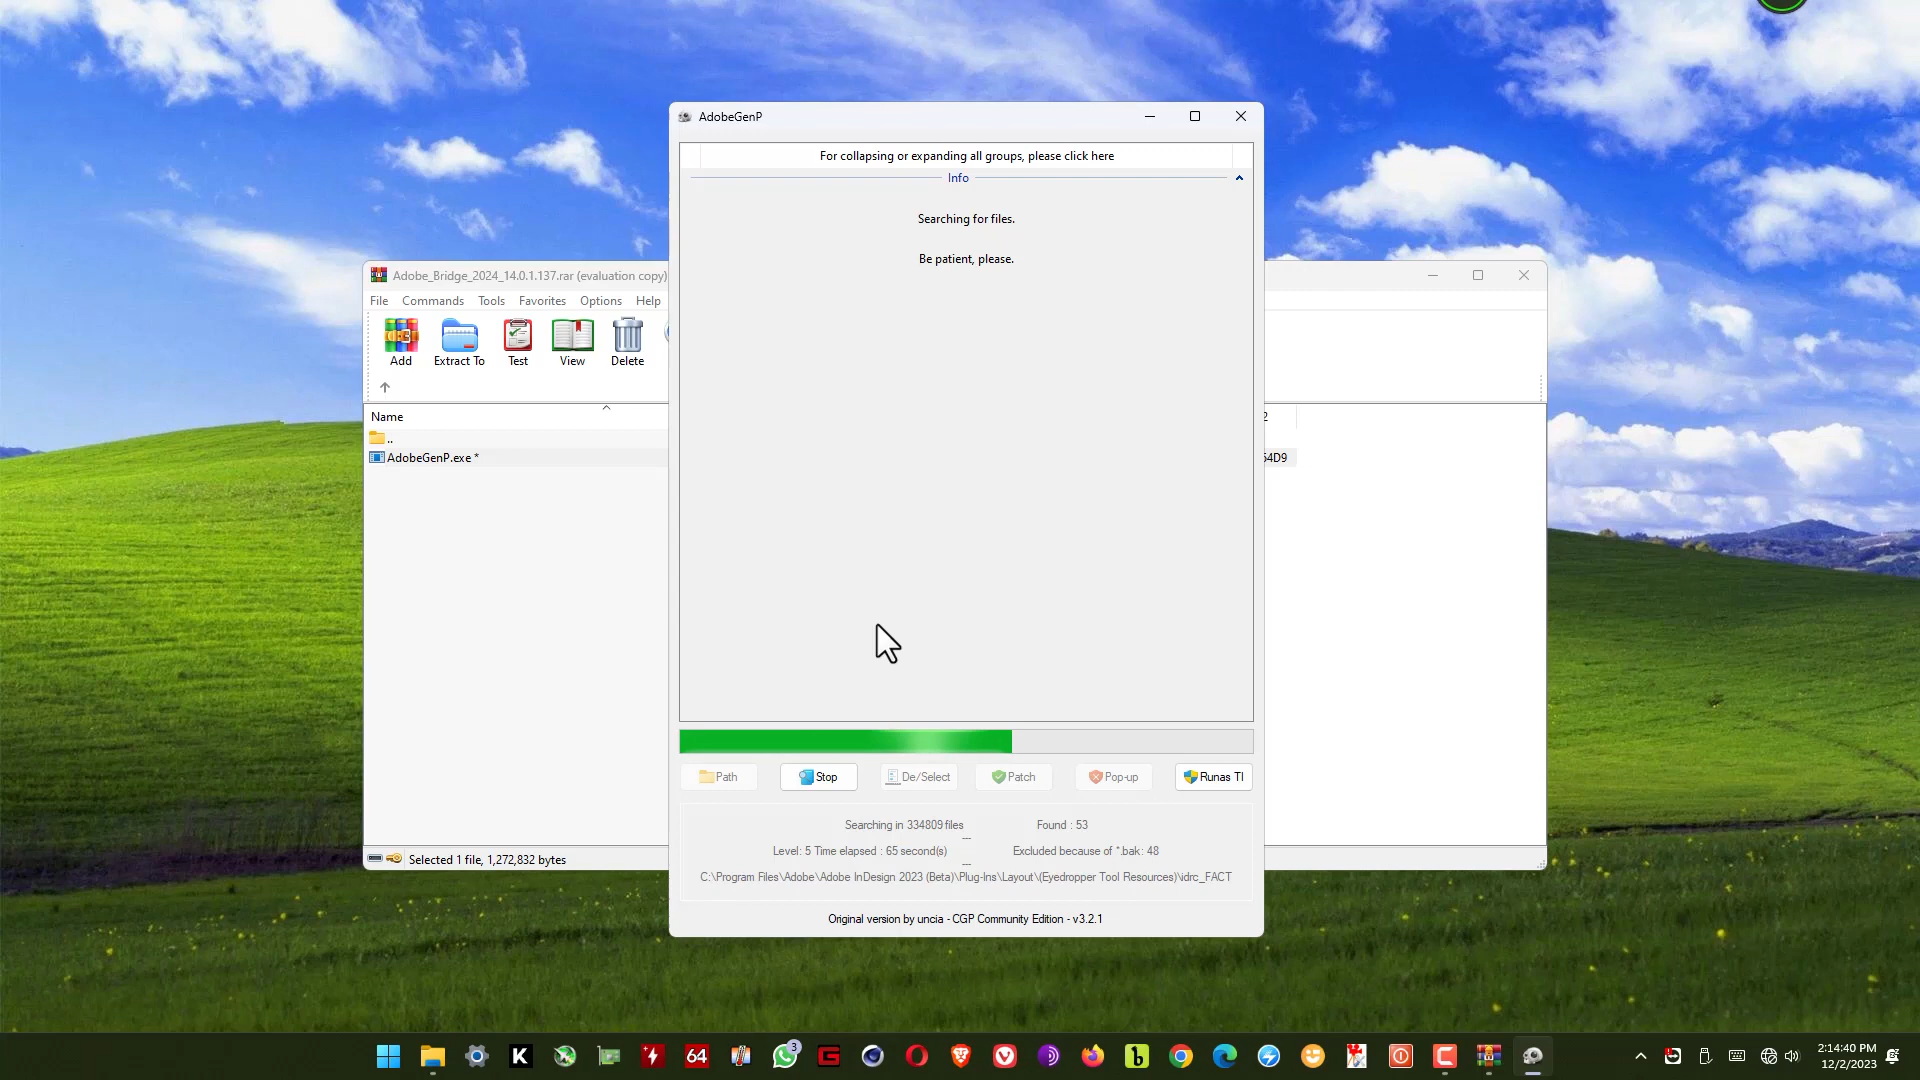 AdobeGenP
For collapsing or expanding all groups, please click here
Info
Searching for files.
Be patient, please.
Adobe_Bridge_2024_14.0.1.137.rar (evaluation copy)
File Commands Tools Favorites Options Help
Add Extract To Test View Delete
Name
..
AdobeGenP.exe *
64D9
Path Stop De/Select Patch Pop-up Runas TI
Searching in 334809 files Found : 53
---
Level: 5 Time elapsed : 65 second(s) Excluded because of *.bak: 48
---
C:\Program Files\Adobe\Adobe InDesign 2023 (Beta)\Plug-Ins\Layout\(Eyedropper Tool Resources)\idrc_FACT
Original version by uncia - CGP Community Edition - v3.2.1
Selected 1 file, 1,272,832 bytes
K
64
3
2:14:40 PM
12/2/2023